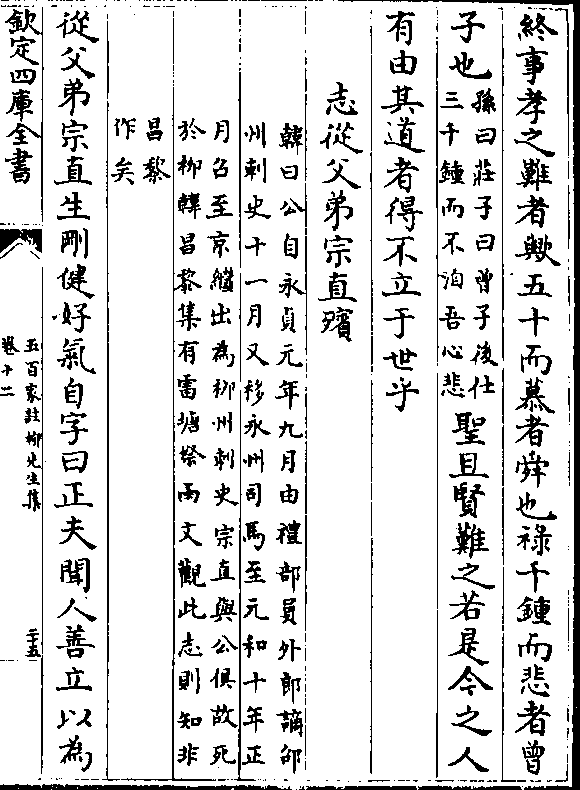 終事孝之難者歟五十而慕者舜也禄千鍾而悲者曽
子也
孫曰莊子曰曽子後仕
三千鍾而不洎吾心悲
聖且賢難之若是今之人
有由其道者得不立于世乎
志從父弟宗直殯
韓曰公自永貞元年九月由禮部員外郎謫邵
州刺史十一月又移永州司馬至元和十年正
月召至京繼出為栁州刺史宗直與公俱故死
於栁韓昌黎集有雷塘祭雨文觀此志則知非
昌黎
作矣
從父弟宗直生剛健好氣自字曰正夫聞人善立以為
欽定四庫全書
五百家註栁先生集
卷十二
二十五